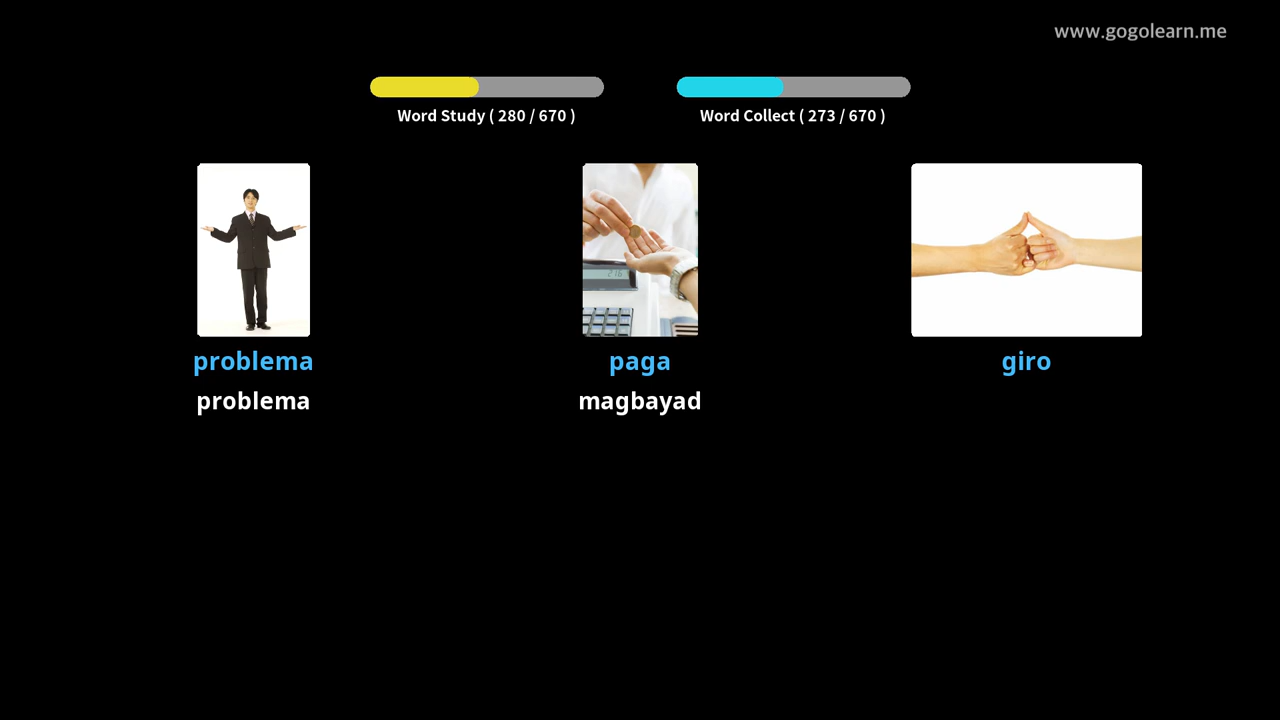 www.gogolearn.me
Word Study ( 280 / 670 )
Word Collect ( 273 / 670 )
problema
problema
paga
magbayad
giro